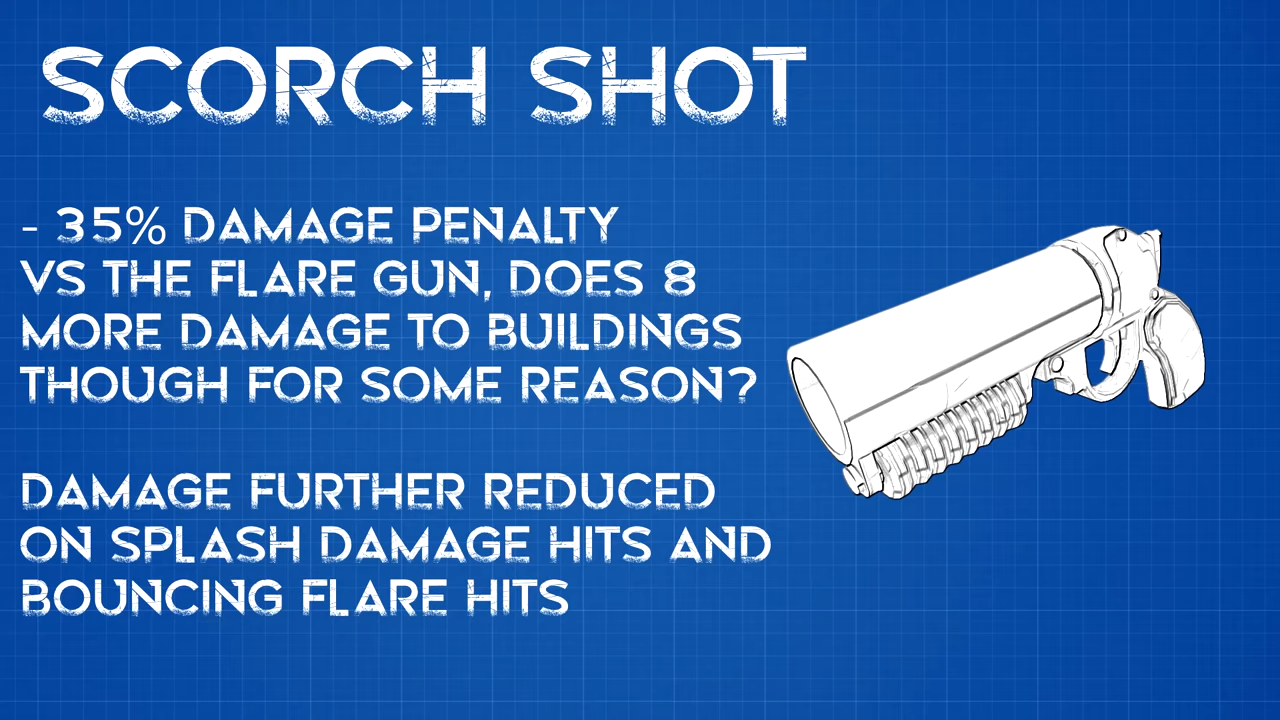 SCORCH SHOT
- 35% DAMAGE PENALTY
VS THE FLARE GUN, DOES 8
MORE DAMAGE TO BUILDINGS
THOUGH FOR SOME REASON?
DAMAGE FURTHER REDUCED
ON SPLASH DAMAGE HITS AND
BOUNCING FLARE HITS